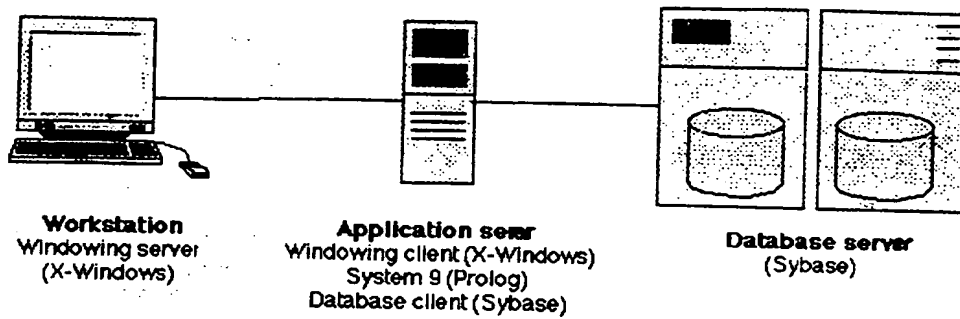 Workstation
Windowing server
(X-Windows)
Application server
Windowing client (X-Windows)
System 9 (Prolog)
Database client (Sybase)
Database server
(Sybase)